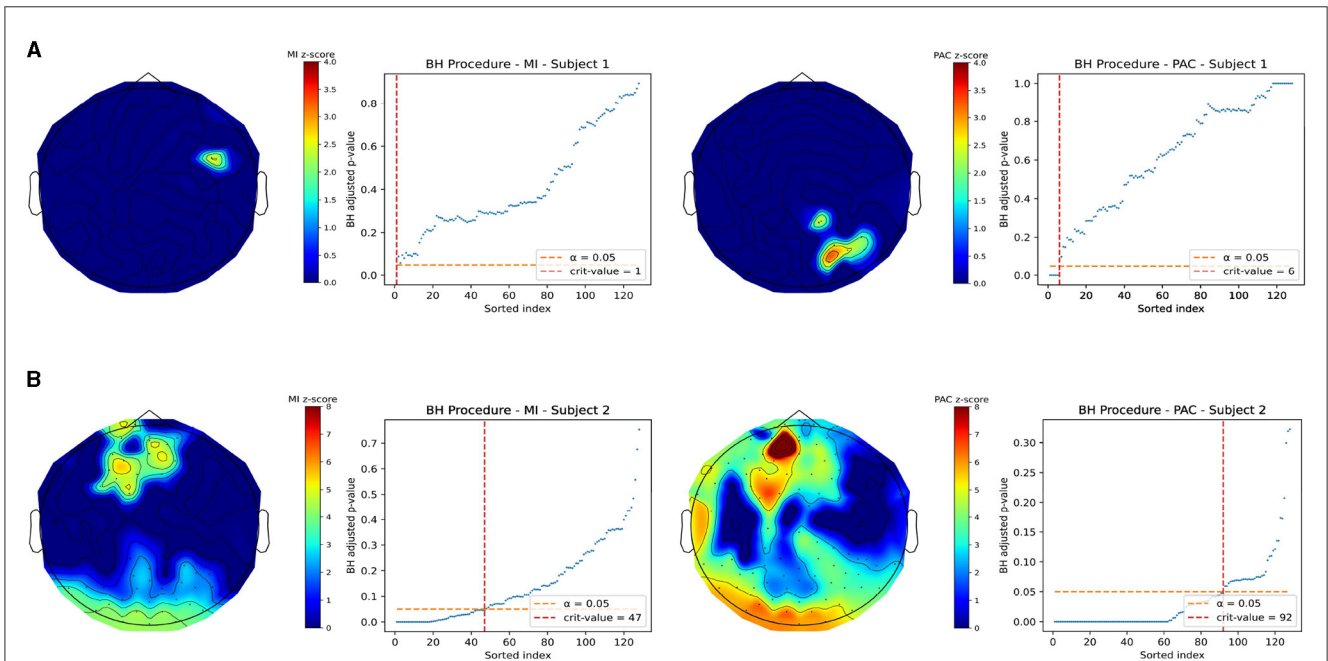 A
MI z-score
4.0
3.5
3.0
2.5
2.0
1.5
1.0
0.5
0.0
BH Procedure - MI - Subject 1
BH adjusted p-value
0.8
0.6
0.4
0.2
0.0
α = 0.05
crit-value = 1
0 20 40 60 80 100 120
Sorted index
PAC z-score
4.0
3.5
3.0
2.5
2.0
1.5
1.0
0.5
0.0
BH Procedure - PAC - Subject 1
BH adjusted p-value
1.0
0.8
0.6
0.4
0.2
0.0
α = 0.05
crit-value = 6
0 20 40 60 80 100 120
Sorted index
B
MI z-score
8
7
6
5
4
3
2
1
0
BH Procedure - MI - Subject 2
BH adjusted p-value
0.7
0.6
0.5
0.4
0.3
0.2
0.1
0.0
α = 0.05
crit-value = 47
0 20 40 60 80 100 120
Sorted index
PAC z-score
8
7
6
5
4
3
2
1
0
BH Procedure - PAC - Subject 2
BH adjusted p-value
0.30
0.25
0.20
0.15
0.10
0.05
0.00
α = 0.05
crit-value = 92
0 20 40 60 80 100 120
Sorted index